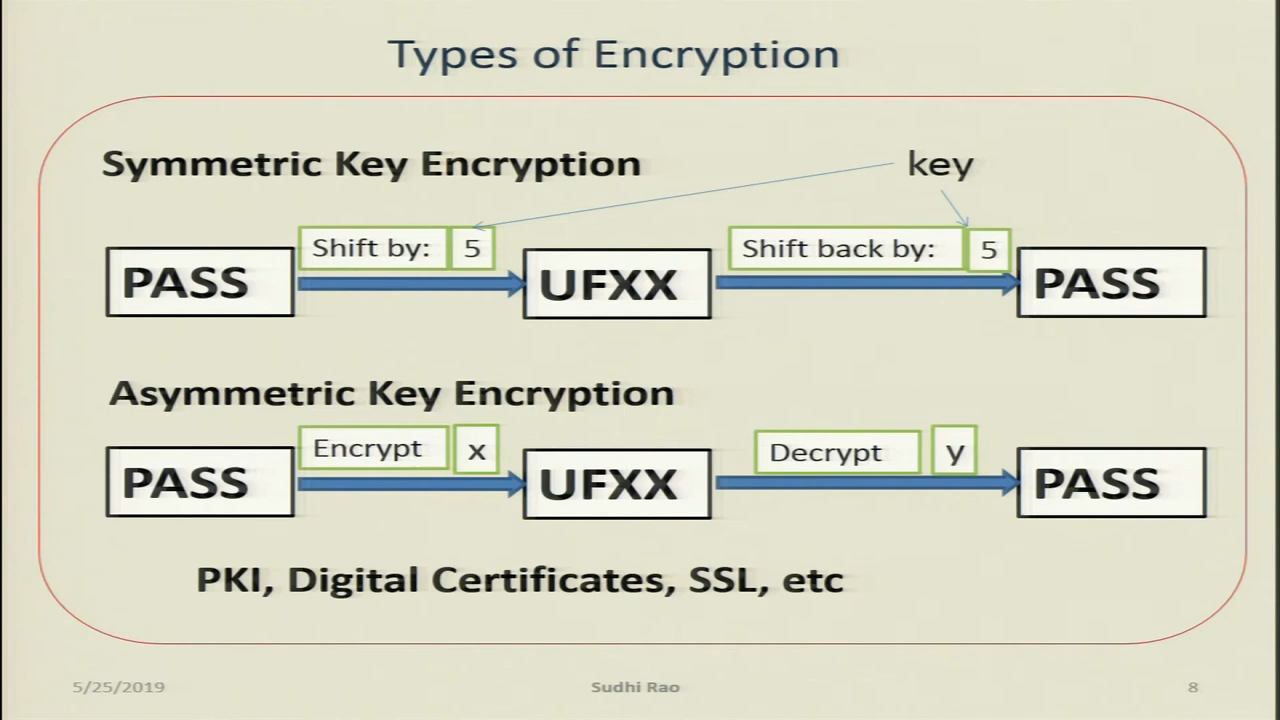 Types of Encryption
Symmetric Key Encryption
key
Shift by: 5
Shift back by: 5
PASS
UFXX
PASS
Asymmetric Key Encryption
Encrypt x
Decrypt y
PASS
UFXX
PASS
PKI, Digital Certificates, SSL, etc
5/25/2019
Sudhi Rao
8